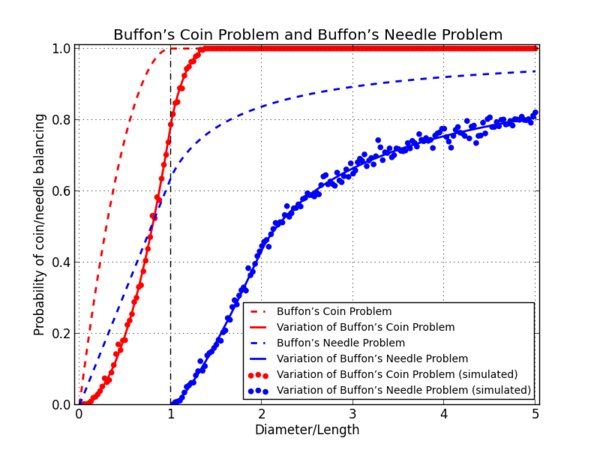 Buffon's Coin Problem and Buffon's Needle Problem
1.0
0.8
0.6
0.4
0.2
0.0
Probability of coin/needle balancing
Buffon's Coin Problem
Variation of Buffon's Coin Problem
Buffon's Needle Problem
Variation of Buffon's Needle Problem
Variation of Buffon's Coin Problem (simulated)
Variation of Buffon's Needle Problem (simulated)
0 1 2 3 4 5
Diameter/Length